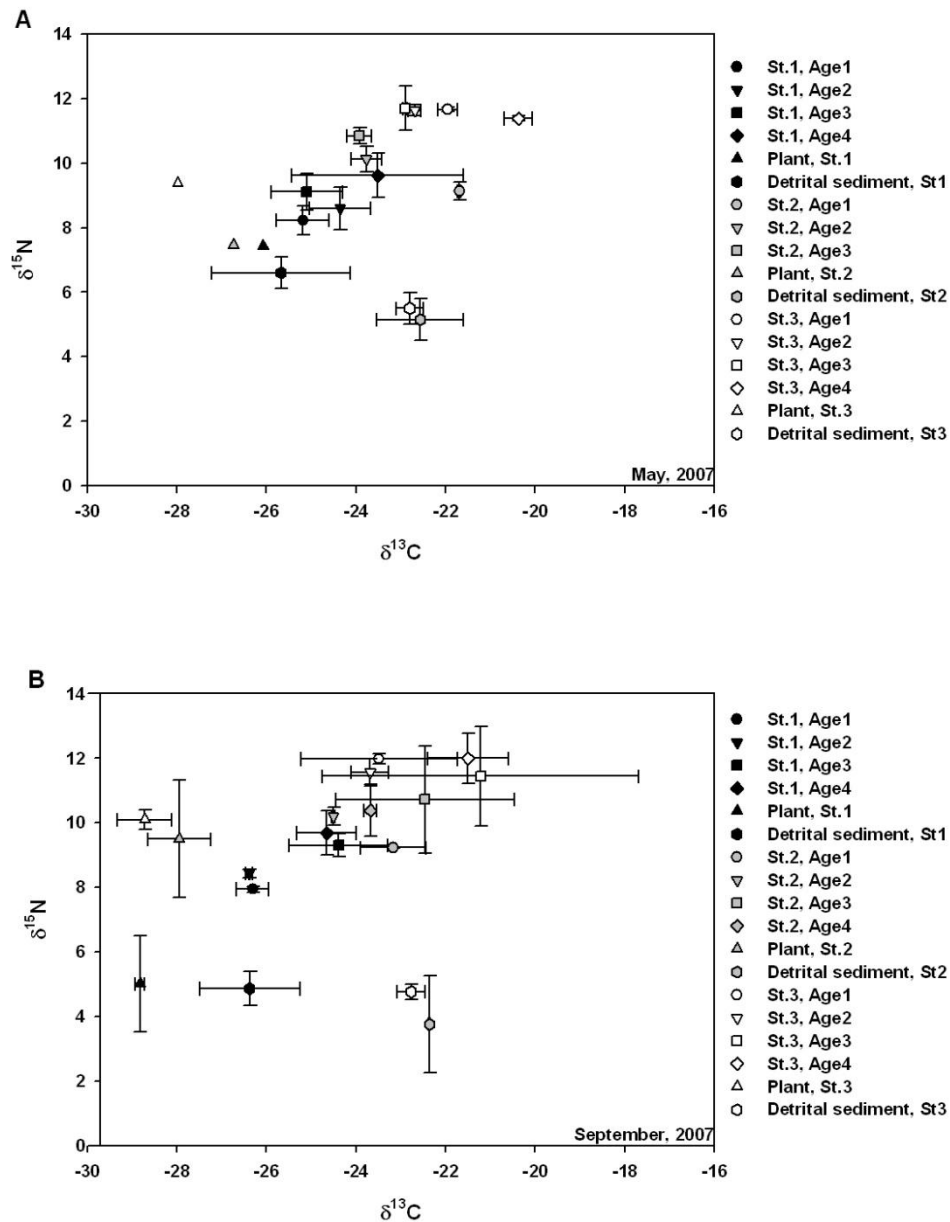 A
14
12
10
8
6
4
2
0
δ15N
-30 -28 -26 -24 -22 -20 -18 -16
δ13C
May, 2007
St.1, Age1
St.1, Age2
St.1, Age3
St.1, Age4
Plant, St.1
Detrital sediment, St1
St.2, Age1
St.2, Age2
St.2, Age3
Plant, St.2
Detrital sediment, St2
St.3, Age1
St.3, Age2
St.3, Age3
St.3, Age4
Plant, St.3
Detrital sediment, St3
B
14
12
10
8
6
4
2
0
δ15N
-30 -28 -26 -24 -22 -20 -18 -16
δ13C
September, 2007
St.1, Age1
St.1, Age2
St.1, Age3
St.1, Age4
Plant, St.1
Detrital sediment, St1
St.2, Age1
St.2, Age2
St.2, Age3
St.2, Age4
Plant, St.2
Detrital sediment, St2
St.3, Age1
St.3, Age2
St.3, Age3
St.3, Age4
Plant, St.3
Detrital sediment, St3